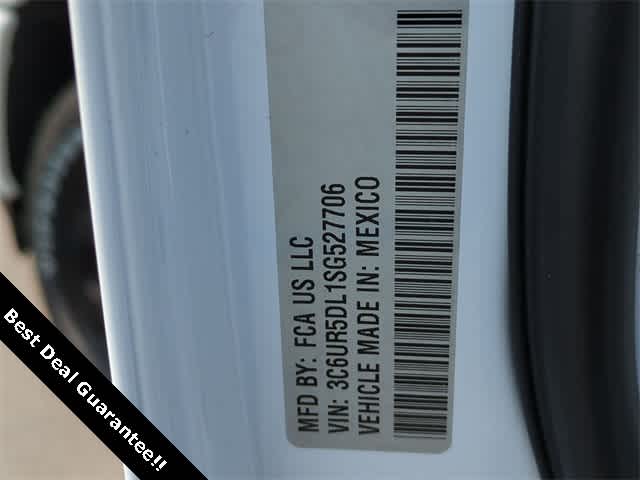 MFD BY: FCA US LLC
VIN: 3C6UR5DL1SG527706
VEHICLE MADE IN: MEXICO
Best Deal Guarantee!!